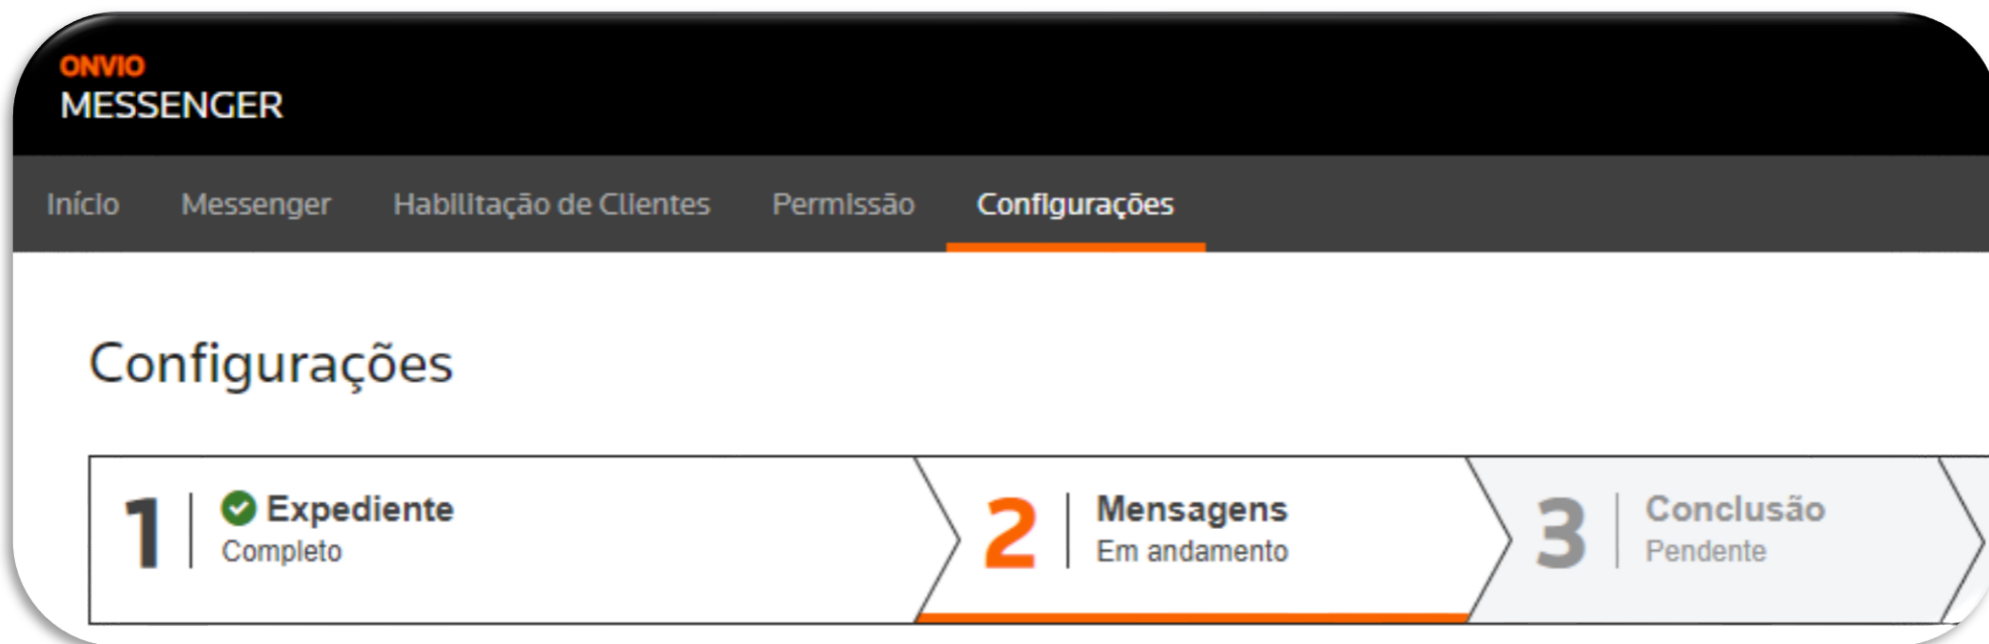 ONVIO
MESSENGER
Início Messenger Habilitação de Clientes Permissão Configurações
Configurações
1 Expediente
Completo
2 Mensagens
Em andamento
3 Conclusão
Pendente